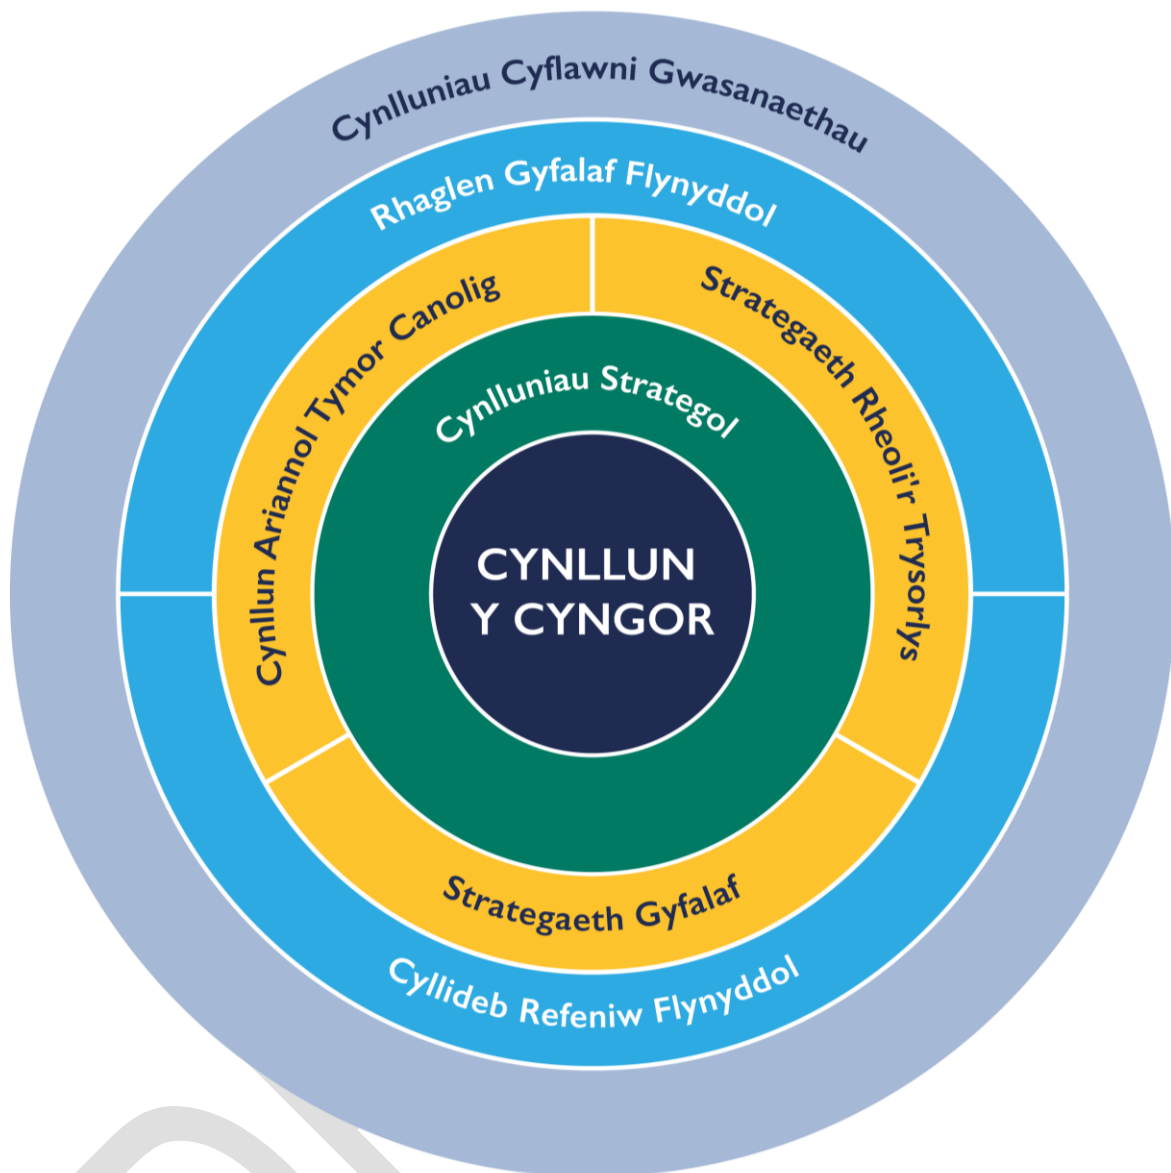 Cynlluniau Cyflawni Gwasanaethau
Rhaglen Gyfalaf Flynyddol
Cynllun Ariannol Tymor Canolig
Strategaeth Rheoli'r Trysorlys
Cynlluniau Strategol
CYNLLUN
Y CYNGOR
Strategaeth Gyfalaf
Cyllideb Refeniw Flynyddol